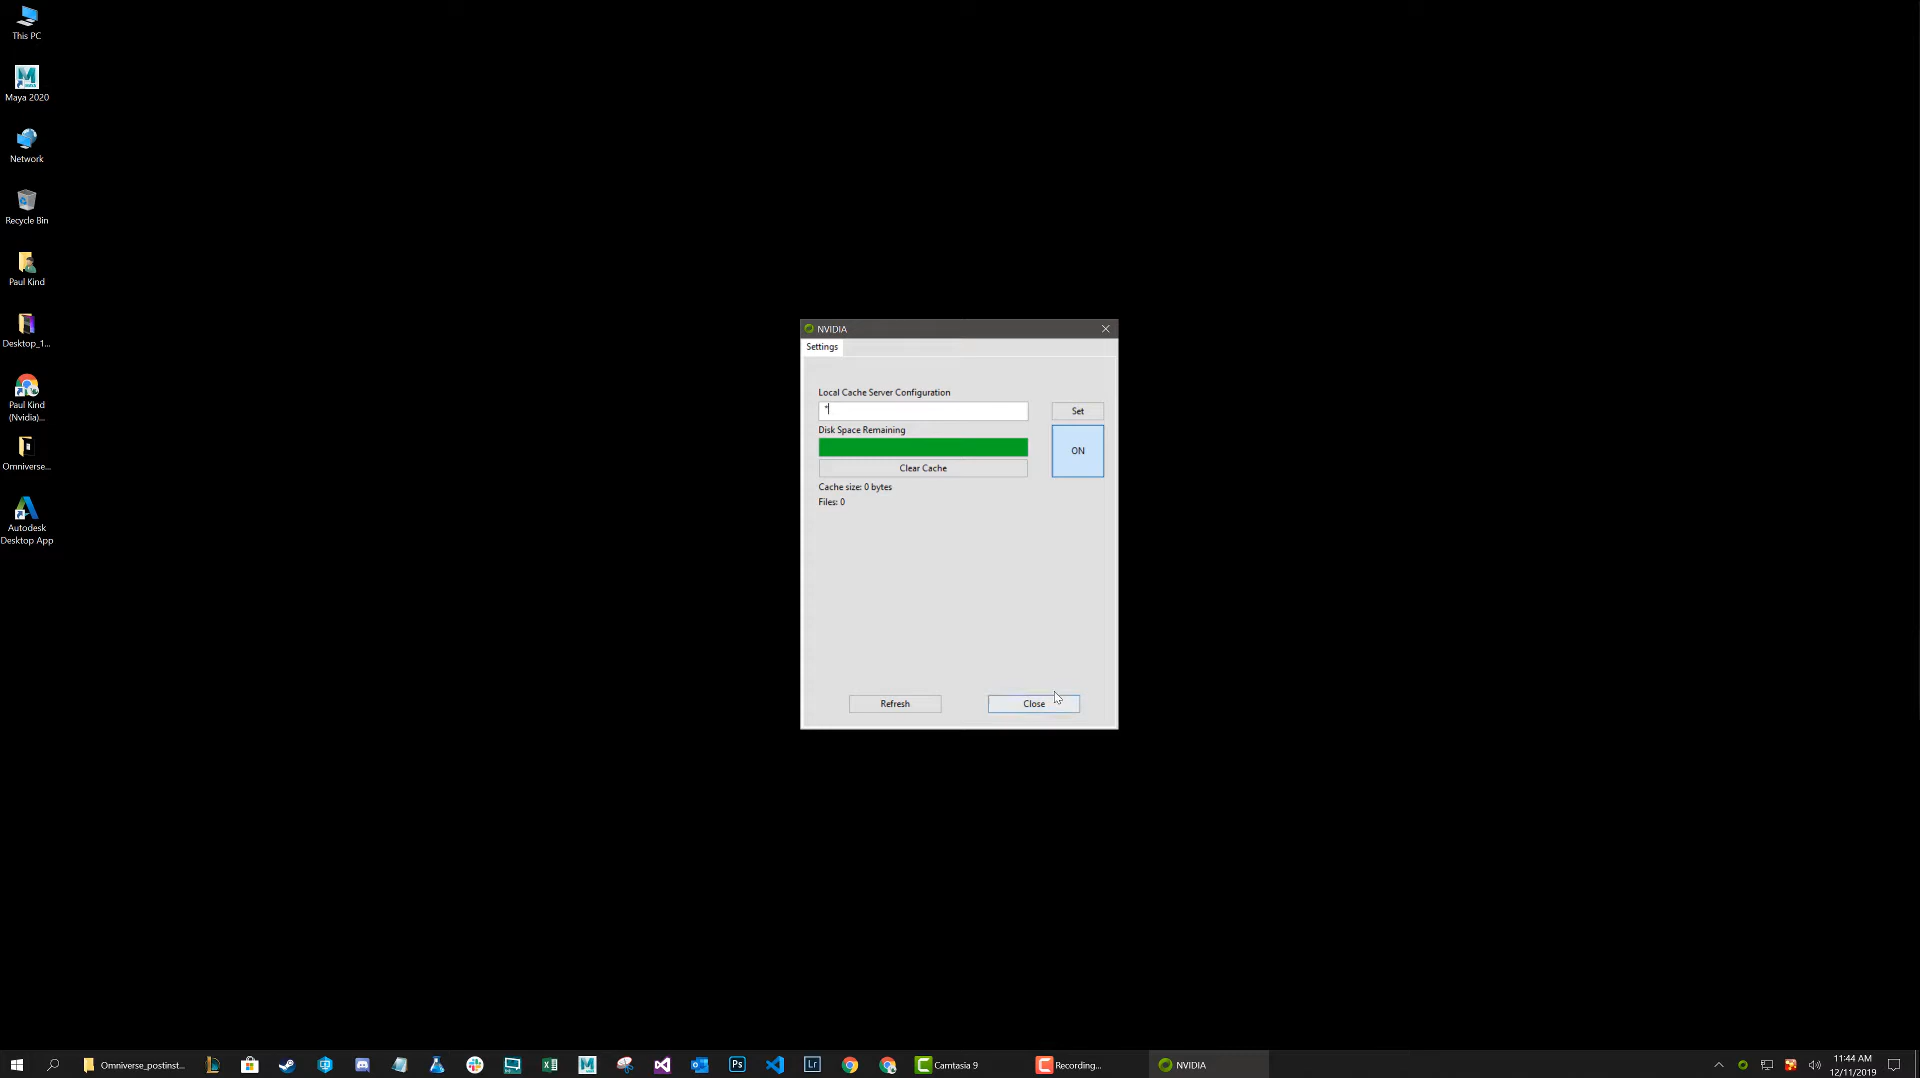 This PC
Maya 2020
Network
Recycle Bin
Paul Kind
Desktop_1...
Paul Kind
(Nvidia)...
Omniverse...
Autodesk
Desktop App
NVIDIA
Settings
Local Cache Server Configuration
Set
Disk Space Remaining
ON
Clear Cache
Cache size: 0 bytes
Files: 0
Refresh
Close
Omniverse_postinst...
Ps
Lr
Camtasia 9
Recording...
NVIDIA
11:44 AM
12/11/2019